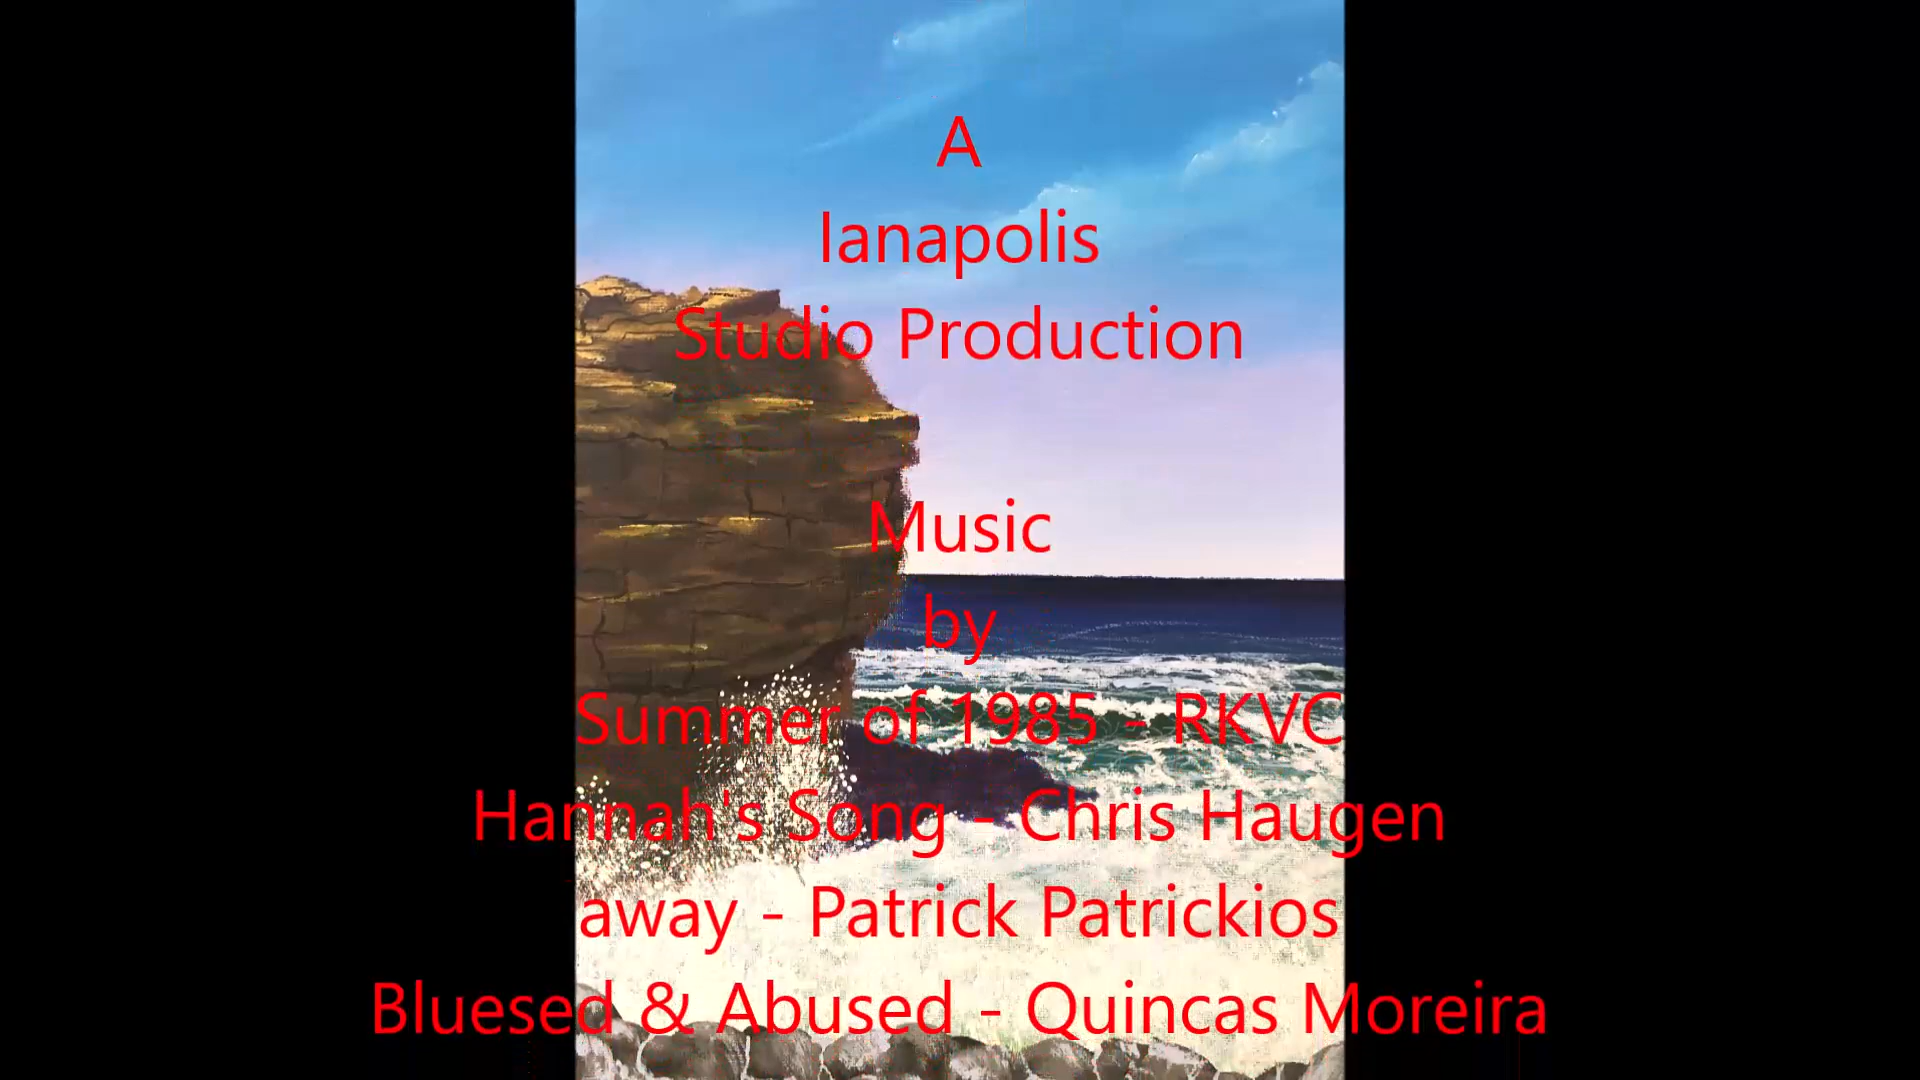 A
Ianapolis
Studio Production
Music
by
Summer of 1985 - RKVC
Hannah's Song - Chris Haugen
away - Patrick Patrickios
Bluesed & Abused - Quincas Moreira